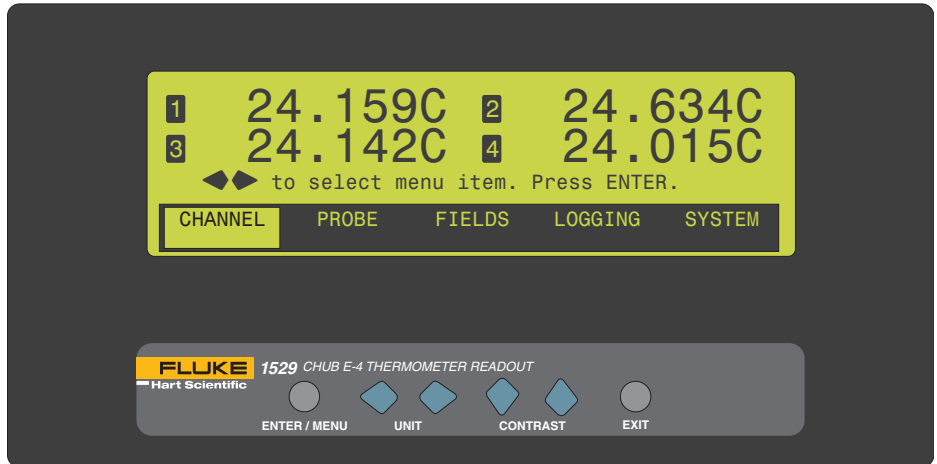 1 24.159C 2 24.634C
3 24.142C 4 24.015C
to select menu item. Press ENTER.
CHANNEL PROBE FIELDS LOGGING SYSTEM
FLUKE
Hart Scientific
1529 CHUB E-4 THERMOMETER READOUT
ENTER / MENU UNIT CONTRAST EXIT